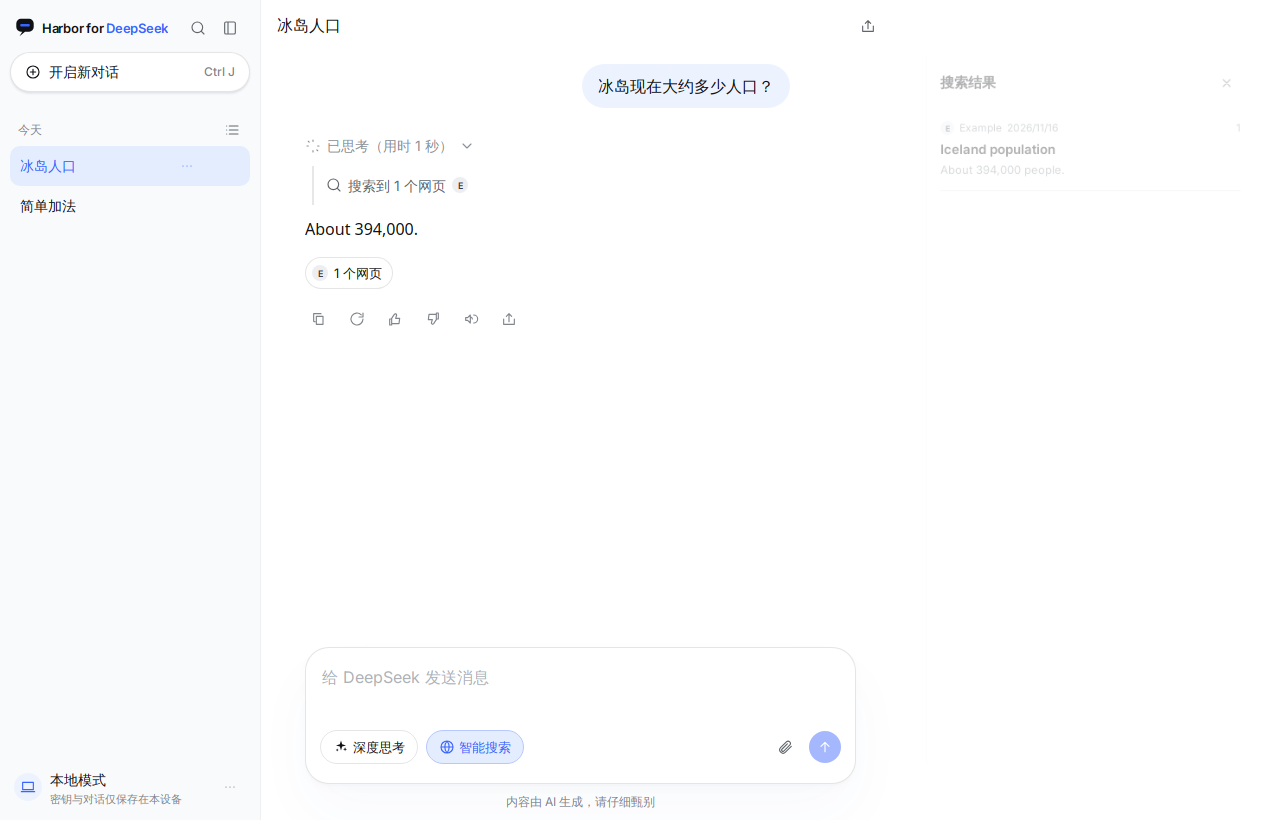 Harbor for DeepSeek
开启新对话 Ctrl J
今天
冰岛人口
简单加法
本地模式
密钥与对话仅保存在本设备
冰岛人口
冰岛现在大约多少人口？
已思考（用时 1 秒）
搜索到 1 个网页 E
About 394,000.
E 1 个网页
给 DeepSeek 发送消息
深度思考 智能搜索
内容由 AI 生成，请仔细甄别
搜索结果
E Example 2026/11/16 1
Iceland population
About 394,000 people.